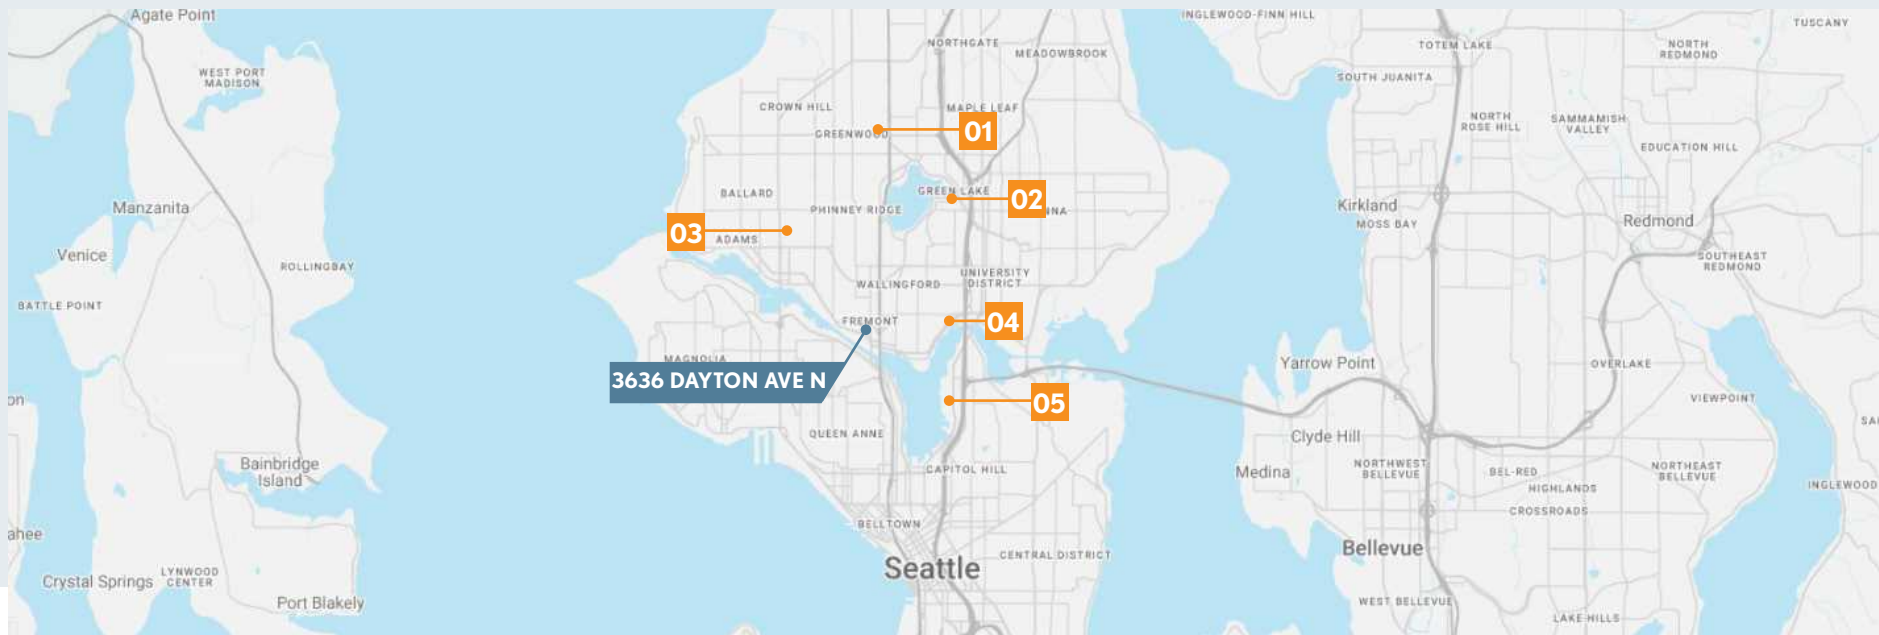 Agate Point
INGLEWOOD-FINN HILL
TUSCANY
NORTHGATE
MEADOWBROOK
TOTEM LAKE
NORTH
REDMOND
WEST PORT
MADISON
SOUTH JUANITA
CROWN HILL
MAPLE LEAF
GREENWOOD
01
NORTH
ROSE HILL
SAMMAMISH
VALLEY
EDUCATION HILL
BALLARD
GREEN LAKE
02
Manzanita
PHINNEY RIDGE
Kirkland
MOSS BAY
Redmond
03
ADAMS
Venice
ROLLINGBAY
SOUTHEAST
REDMOND
UNIVERSITY
DISTRICT
WALLINGFORD
BATTLE POINT
FREMONT
04
MAGNOLIA
Yarrow Point
OVERLAKE
3636 DAYTON AVE N
05
VIEWPOINT
QUEEN ANNE
Clyde Hill
Bainbridge
Island
CAPITOL HILL
Medina
NORTHWEST
BELLEVUE
BEL-RED
NORTHEAST
BELLEVUE
HIGHLANDS
INGLEWOOD
CROSSROADS
BELLTOWN
Seattle
CENTRAL DISTRICT
Bellevue
Crystal Springs
LYNWOOD
CENTER
Port Blakely
WEST BELLEVUE
LAKE HILLS